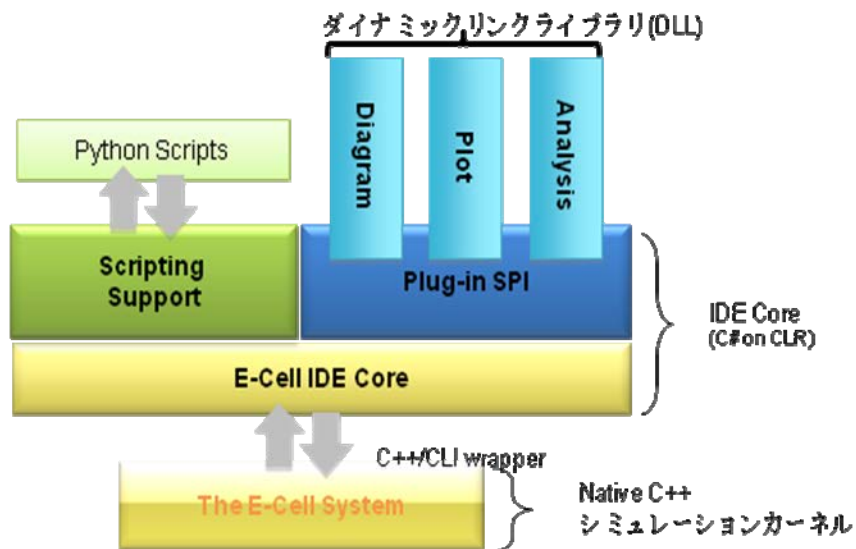 ダイナミックリンクライブラリ(DLL)
Diagram
Plot
Analysis
Python Scripts
Scripting
Support
Plug-in SPI
IDE Core
(C# on CLR)
E-Cell IDE Core
C++/CLI wrapper
The E-Cell System
Native C++
シミュレーションカーネル